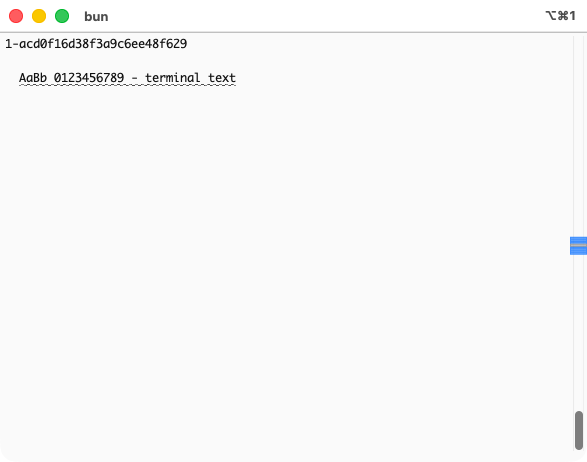 bun
⌥⌘1
1-acd0f16d38f3a9c6ee48f629
AaBb 0123456789 - terminal text